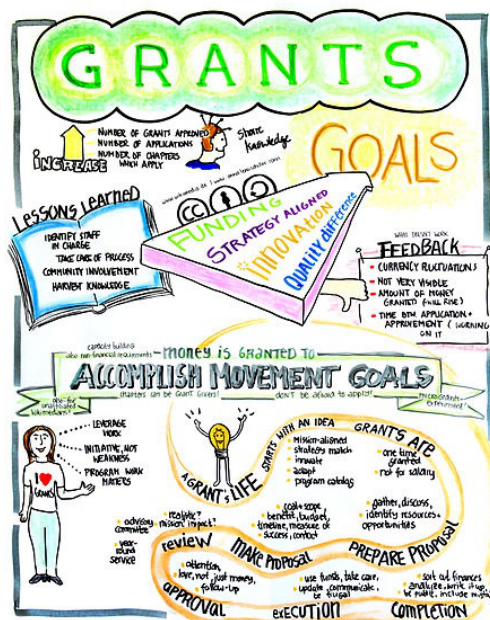 GRANTS
NUMBER OF GRANTS APPROVED
NUMBER OF APPLICATIONS
NUMBER OF CHAPTERS
WHICH APPLY
INCREASE
Share
Knowledge
GOALS
LESSONS LEARNED
IDENTIFY STAFF
IN CHARGE
TAKE CARE OF PROCESS
COMMUNITY INVOLVEMENT
HARVEST KNOWLEDGE
cc
FUNDING
STRATEGY ALIGNED
INNOVATION
QUALITY difference
WHAT DOESN'T WORK
FEEDBACK
CURRENCY FLUCTUATIONS
NOT VERY VISIBLE
AMOUNT OF MONEY
GRANTED (WILL RISE)
TIME BTW. APPLICATION +
APPROVEMENT (WORKING
ON IT
capacity building
also non-financial requirements
MONEY IS GRANTED TO
ACCOMPLISH MOVEMENT GOALS
chapters can be Grant Givers!
don't be afraid to apply!
LEVERAGE
WORK
INITIATIVE, NOT
WEAKNESS
PROGRAM WORK
MATTERS
I
GRANTS
A GRANT'S LIFE
STARTS WITH AN IDEA
Mission-aligned
strategy match
innovate
adapt
program catalog
GRANTS ARE
one time
granted
not for salary
gather, discuss,
identify resources +
opportunities
PREPARE PROPOSAL
goal + scope
benefit, budget,
timeline, measure of
success, contact
MAKE PROPOSAL
realistic?
mission impact?
advisory
committee
year-
round
service
review
attention,
love, not just money,
follow-up
APPROVAL
use funds, take care,
update, communicate,
be frugal
EXECUTION
sort out finances
analyze, write it up,
be public, include
COMPLETION